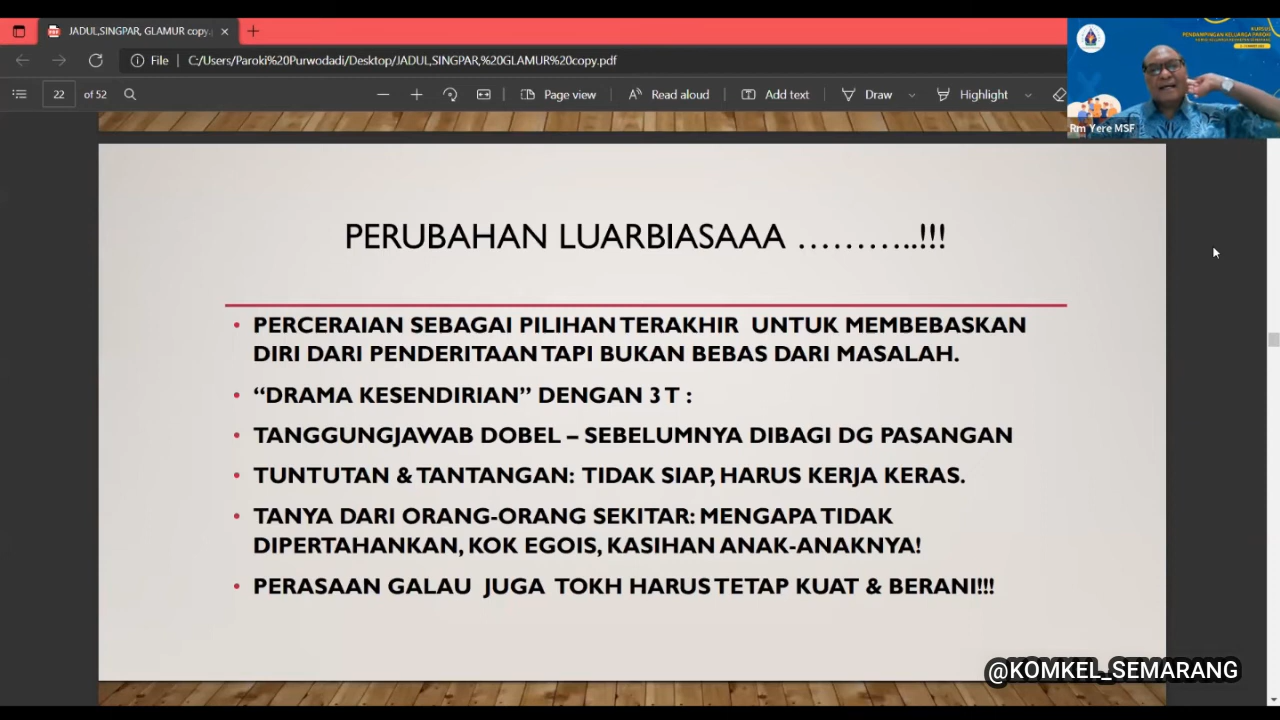 JADUL,SINGPAR, GLAMUR copy.
File
C:/Users/Paroki%20Purwodadi/Desktop/JADUL,SINGPAR,%20GLAMUR%20copy.pdf
22 of 52
Page view
Read aloud
Add text
Draw
Highlight
PENDAMPINGAN KELUARGA PAROKI
Rm Yere MSF
PERUBAHAN LUARBIASAAA ………..!!!
• PERCERAIAN SEBAGAI PILIHAN TERAKHIR UNTUK MEMBEBASKAN
DIRI DARI PENDERITAAN TAPI BUKAN BEBAS DARI MASALAH.
• “DRAMA KESENDIRIAN” DENGAN 3 T :
• TANGGUNGJAWAB DOBEL – SEBELUMNYA DIBAGI DG PASANGAN
• TUNTUTAN & TANTANGAN: TIDAK SIAP, HARUS KERJA KERAS.
• TANYA DARI ORANG-ORANG SEKITAR: MENGAPA TIDAK
DIPERTAHANKAN, KOK EGOIS, KASIHAN ANAK-ANAKNYA!
• PERASAAN GALAU JUGA TOKH HARUS TETAP KUAT & BERANI!!!
@KOMKEL_SEMARANG